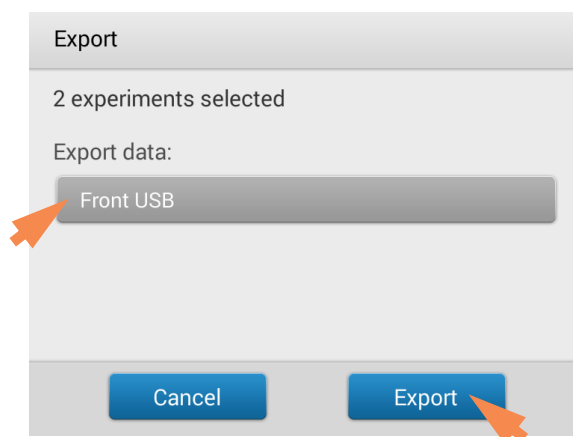 Export
2 experiments selected
Export data:
Front USB
Cancel
Export